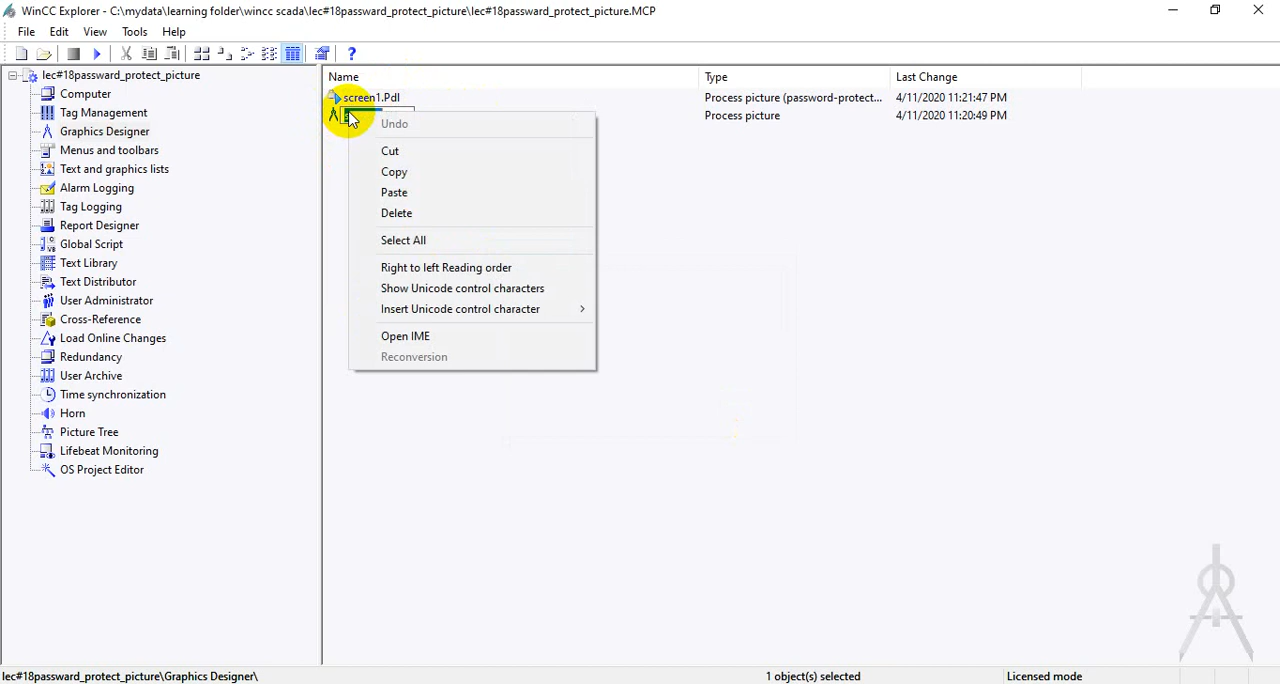 WinCC Explorer - C:\mydata\learning folder\wincc scada\lec#18passward_protect_picture\lec#18passward_protect_picture.MCP
File Edit View Tools Help
lec#18passward_protect_picture
Computer
Tag Management
Graphics Designer
Menus and toolbars
Text and graphics lists
Alarm Logging
Tag Logging
Report Designer
Global Script
Text Library
Text Distributor
User Administrator
Cross-Reference
Load Online Changes
Redundancy
User Archive
Time synchronization
Horn
Picture Tree
Lifebeat Monitoring
OS Project Editor
Name Type Last Change
screen1.Pdl Process picture (password-protect... 4/11/2020 11:21:47 PM
Process picture 4/11/2020 11:20:49 PM
Undo
Cut
Copy
Paste
Delete
Select All
Right to left Reading order
Show Unicode control characters
Insert Unicode control character
Open IME
Reconversion
lec#18passward_protect_picture\Graphics Designer\ 1 object(s) selected Licensed mode